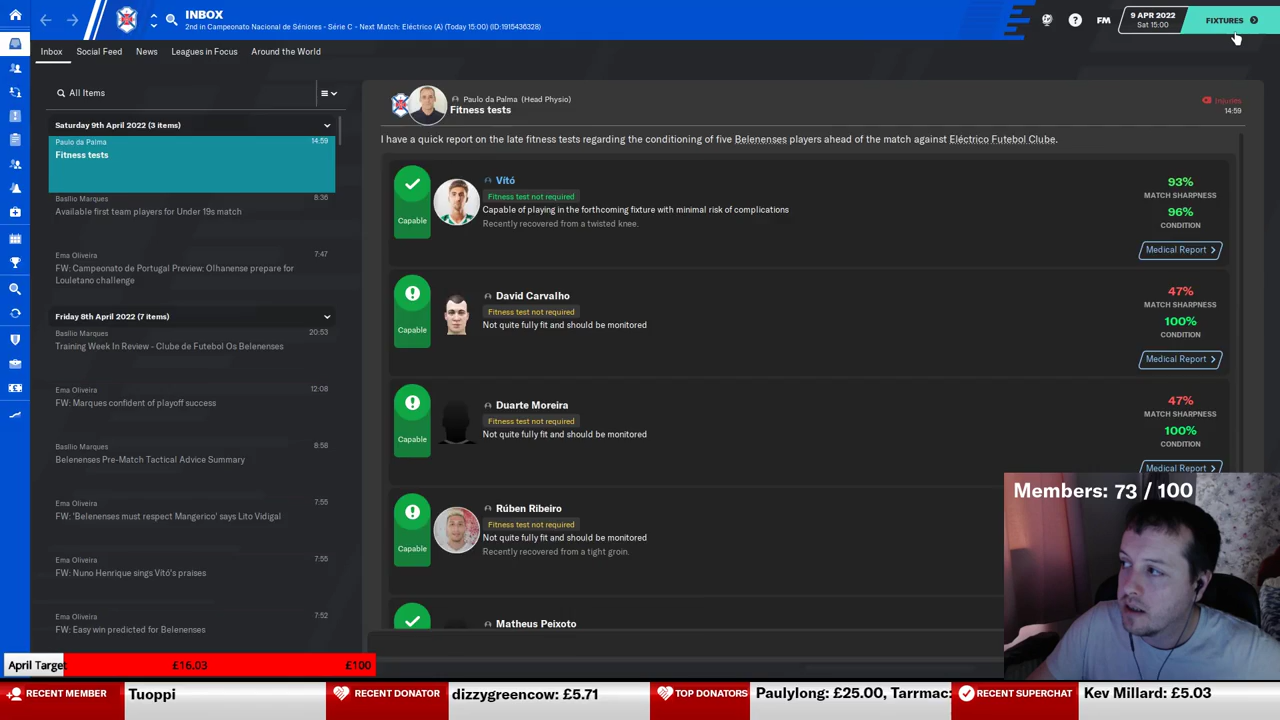 INBOX
2nd in Campeonato Nacional de Séniores - Série C - Next Match: Eléctrico (A) (Today 15:00) (ID:1915436328)
FM
9 APR 2022
Sat 15:00
FIXTURES
Inbox
Social Feed
News
Leagues in Focus
Around the World
All Items
Saturday 9th April 2022 (3 items)
Paulo da Palma
14:59
Fitness tests
Basílio Marques
8:36
Available first team players for Under 19s match
Ema Oliveira
7:47
FW: Campeonato de Portugal Preview: Olhanense prepare for
Louletano challenge
Friday 8th April 2022 (7 items)
Basílio Marques
20:53
Training Week In Review - Clube de Futebol Os Belenenses
Ema Oliveira
12:08
FW: Marques confident of playoff success
Basílio Marques
8:58
Belenenses Pre-Match Tactical Advice Summary
Ema Oliveira
7:55
FW: 'Belenenses must respect Mangerico' says Lito Vidigal
Ema Oliveira
7:55
FW: Nuno Henrique sings Vító's praises
Ema Oliveira
7:52
FW: Easy win predicted for Belenenses
Paulo da Palma (Head Physio)
Fitness tests
Injuries
14:59
I have a quick report on the late fitness tests regarding the conditioning of five Belenenses players ahead of the match against Eléctrico Futebol Clube.
Capable
Vító
Fitness test not required
Capable of playing in the forthcoming fixture with minimal risk of complications
Recently recovered from a twisted knee.
93%
MATCH SHARPNESS
96%
CONDITION
Medical Report
Capable
David Carvalho
Fitness test not required
Not quite fully fit and should be monitored
47%
MATCH SHARPNESS
100%
CONDITION
Medical Report
Capable
Duarte Moreira
Fitness test not required
Not quite fully fit and should be monitored
47%
MATCH SHARPNESS
100%
CONDITION
Medical Report
Capable
Rúben Ribeiro
Fitness test not required
Not quite fully fit and should be monitored
Recently recovered from a tight groin.
Matheus Peixoto
Members: 73 / 100
April Target
£16.03
£100
RECENT MEMBER
Tuoppi
RECENT DONATOR
dizzygreencow: £5.71
TOP DONATORS
Paulylong: £25.00, Tarrmac:
RECENT SUPERCHAT
Kev Millard: £5.03